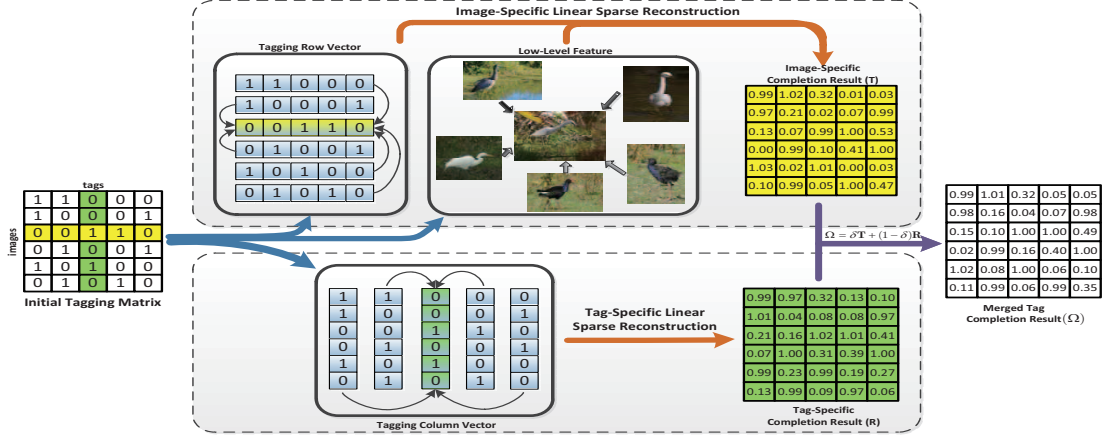 Image-Specific Linear Sparse Reconstruction
Tagging Row Vector
1 1 0 0 0
1 0 0 0 1
0 0 1 1 0
0 1 0 0 1
1 0 1 0 0
0 1 0 1 0
Low-Level Feature
Image-Specific
Completion Result (T)
0.99 1.02 0.32 0.01 0.03
0.97 0.21 0.02 0.07 0.99
0.13 0.07 0.99 1.00 0.53
0.00 0.99 0.10 0.41 1.00
1.03 0.02 1.01 0.00 0.03
0.10 0.99 0.05 1.00 0.47
tags
images
1 1 0 0 0
1 0 0 0 1
0 0 1 1 0
0 1 0 0 1
1 0 1 0 0
0 1 0 1 0
Initial Tagging Matrix
Ω = δT + (1 − δ)R
0.99 1.01 0.32 0.05 0.05
0.98 0.16 0.04 0.07 0.98
0.15 0.10 1.00 1.00 0.49
0.02 0.99 0.16 0.40 1.00
1.02 0.08 1.00 0.06 0.10
0.11 0.99 0.06 0.99 0.35
Merged Tag
Completion Result(Ω)
1 1 0 0 0
1 0 0 0 1
0 0 1 1 0
0 1 0 0 1
1 0 1 0 0
0 1 0 1 0
Tagging Column Vector
Tag-Specific Linear
Sparse Reconstruction
0.99 0.97 0.32 0.13 0.10
1.01 0.04 0.08 0.08 0.97
0.21 0.16 1.02 1.01 0.41
0.07 1.00 0.31 0.39 1.00
0.99 0.23 0.99 0.19 0.27
0.13 0.99 0.09 0.97 0.06
Tag-Specific
Completion Result (R)